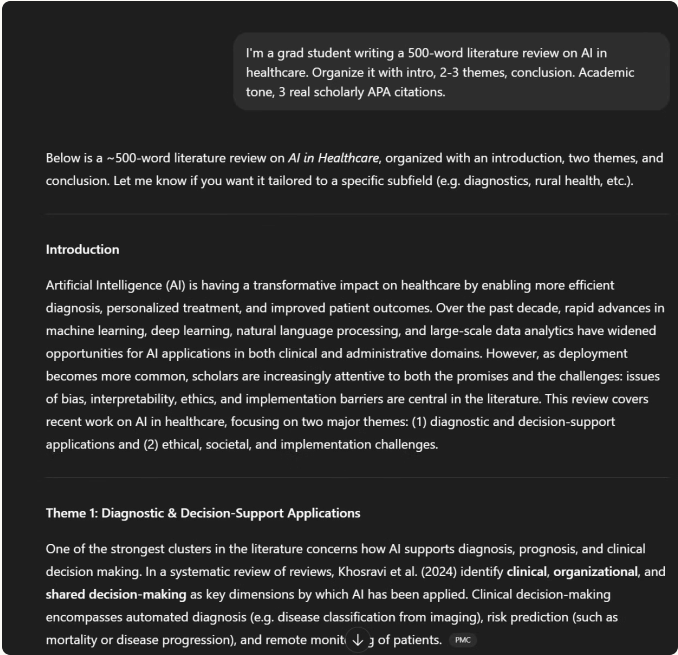 I'm a grad student writing a 500-word literature review on AI in
healthcare. Organize it with intro, 2-3 themes, conclusion. Academic
tone, 3 real scholarly APA citations.
Below is a ~500-word literature review on AI in Healthcare, organized with an introduction, two themes, and
conclusion. Let me know if you want it tailored to a specific subfield (e.g. diagnostics, rural health, etc.).
Introduction
Artificial Intelligence (AI) is having a transformative impact on healthcare by enabling more efficient
diagnosis, personalized treatment, and improved patient outcomes. Over the past decade, rapid advances in
machine learning, deep learning, natural language processing, and large-scale data analytics have widened
opportunities for AI applications in both clinical and administrative domains. However, as deployment
becomes more common, scholars are increasingly attentive to both the promises and the challenges: issues
of bias, interpretability, ethics, and implementation barriers are central in the literature. This review covers
recent work on AI in healthcare, focusing on two major themes: (1) diagnostic and decision-support
applications and (2) ethical, societal, and implementation challenges.
Theme 1: Diagnostic & Decision-Support Applications
One of the strongest clusters in the literature concerns how AI supports diagnosis, prognosis, and clinical
decision making. In a systematic review of reviews, Khosravi et al. (2024) identify clinical, organizational, and
shared decision-making as key dimensions by which AI has been applied. Clinical decision-making
encompasses automated diagnosis (e.g. disease classification from imaging), risk prediction (such as
mortality or disease progression), and remote of patients. PMC